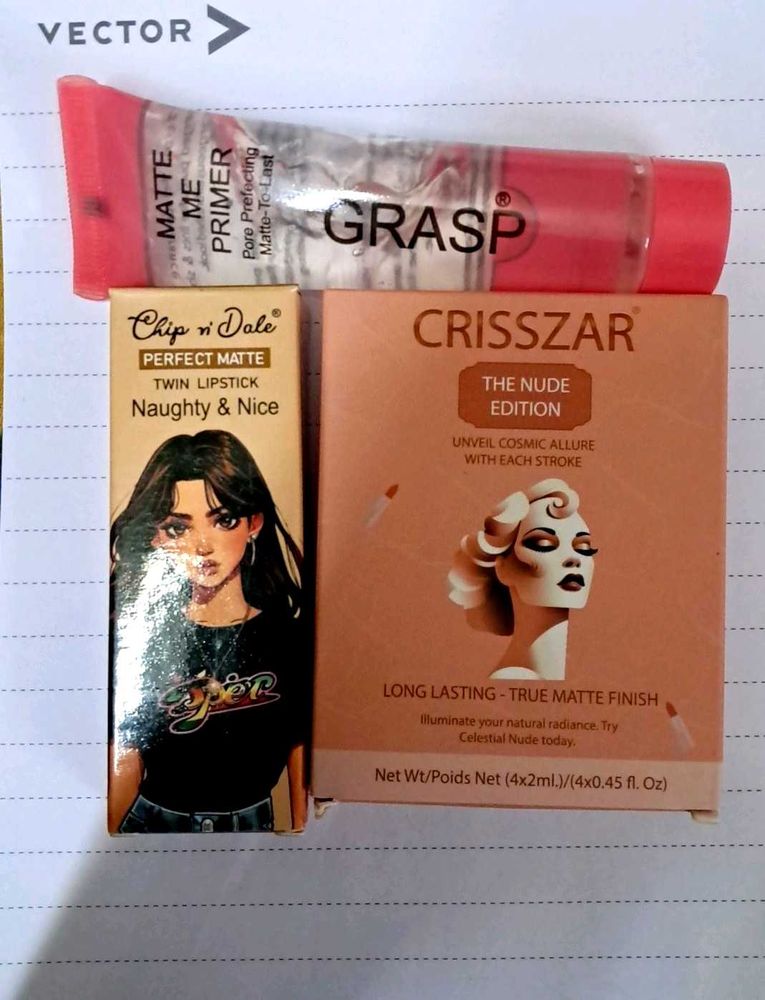 VECTOR
MATTE
ME
PRIMER
Pore Prefecting
Matte-To-Last
GRASP®
Chip n' Dale®
PERFECT MATTE
TWIN LIPSTICK
Naughty & Nice
CRISSZAR®
THE NUDE
EDITION
UNVEIL COSMIC ALLURE
WITH EACH STROKE
LONG LASTING - TRUE MATTE FINISH
Illuminate your natural radiance. Try
Celestial Nude today.
Net Wt/Poids Net (4x2ml.)/(4x0.45 fl. Oz)